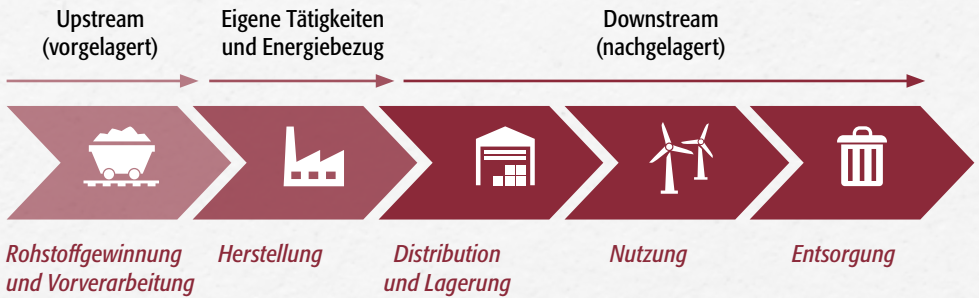 Upstream
(vorgelagert)
Eigene Tätigkeiten
und Energiebezug
Downstream
(nachgelagert)
Rohstoffgewinnung
und Vorverarbeitung
Herstellung
Distribution
und Lagerung
Nutzung
Entsorgung